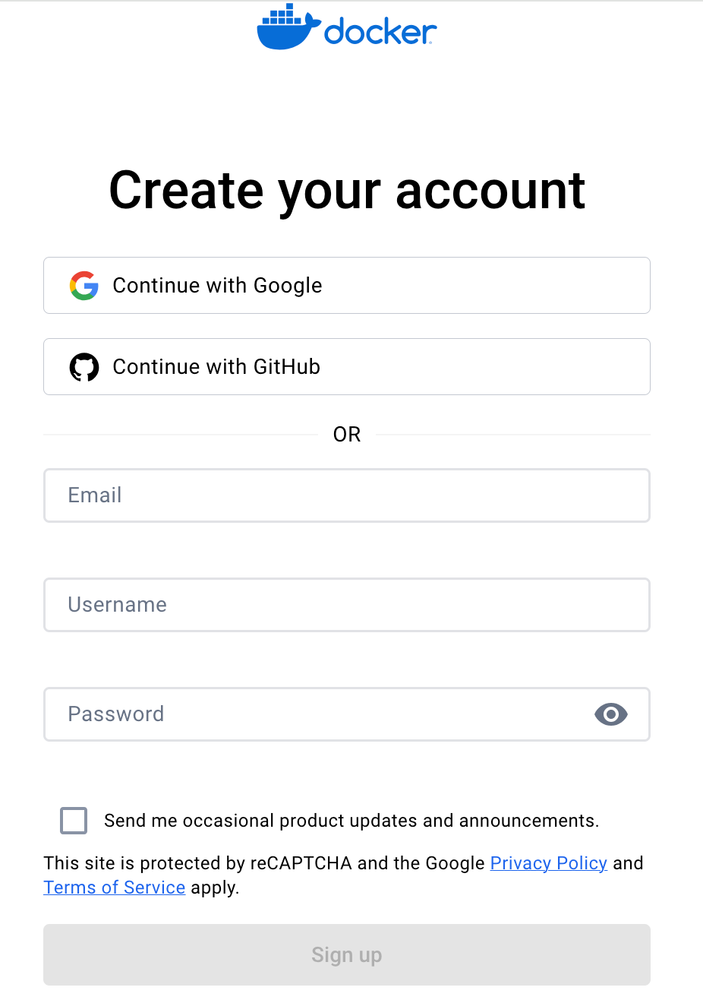 docker
Create your account
Continue with Google
Continue with GitHub
OR
Email
Username
Password
Send me occasional product updates and announcements.
This site is protected by reCAPTCHA and the Google Privacy Policy and
Terms of Service apply.
Sign up